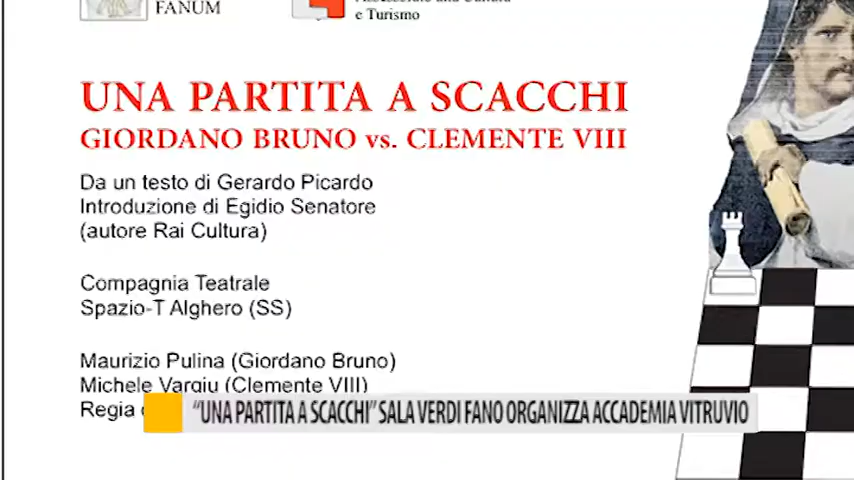 FANUM
e Turismo
UNA PARTITA A SCACCHI
GIORDANO BRUNO vs. CLEMENTE VIII
Da un testo di Gerardo Picardo
Introduzione di Egidio Senatore
(autore Rai Cultura)
Compagnia Teatrale
Spazio-T Alghero (SS)
Maurizio Pulina (Giordano Bruno)
Michele Vargiu (Clemente VIII)
Regia
"UNA PARTITA A SCACCHI" SALA VERDI FANO ORGANIZZA ACCADEMIA VITRUVIO